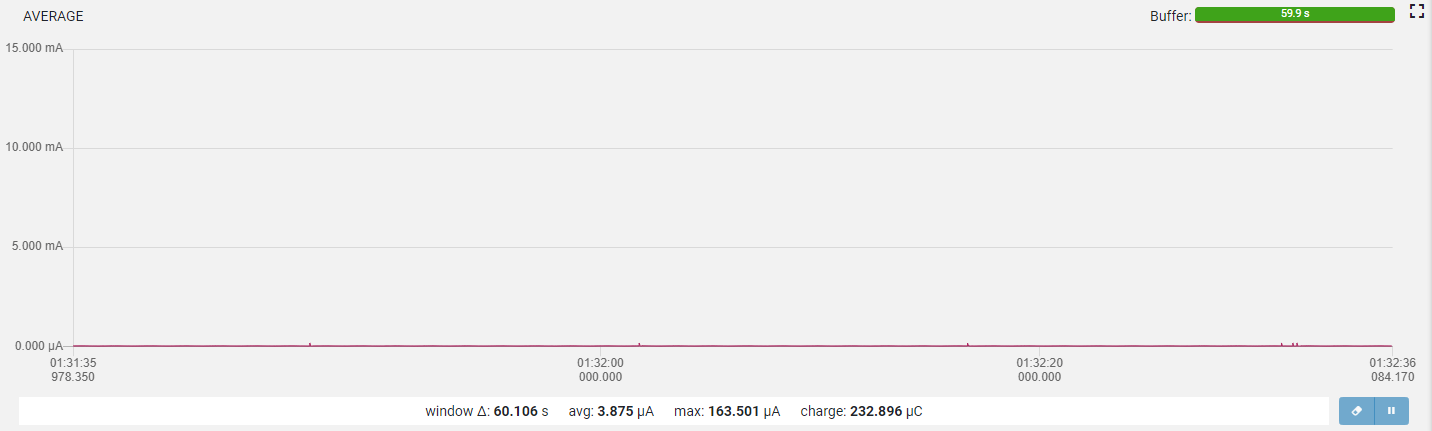 AVERAGE
Buffer: 59.9 s
15.000 mA
10.000 mA
5.000 mA
0.000 µA
01:31:35
978.350
01:32:00
000.000
01:32:20
000.000
01:32:36
084.170
window Δ: 60.106 s avg: 3.875 µA max: 163.501 µA charge: 232.896 µC